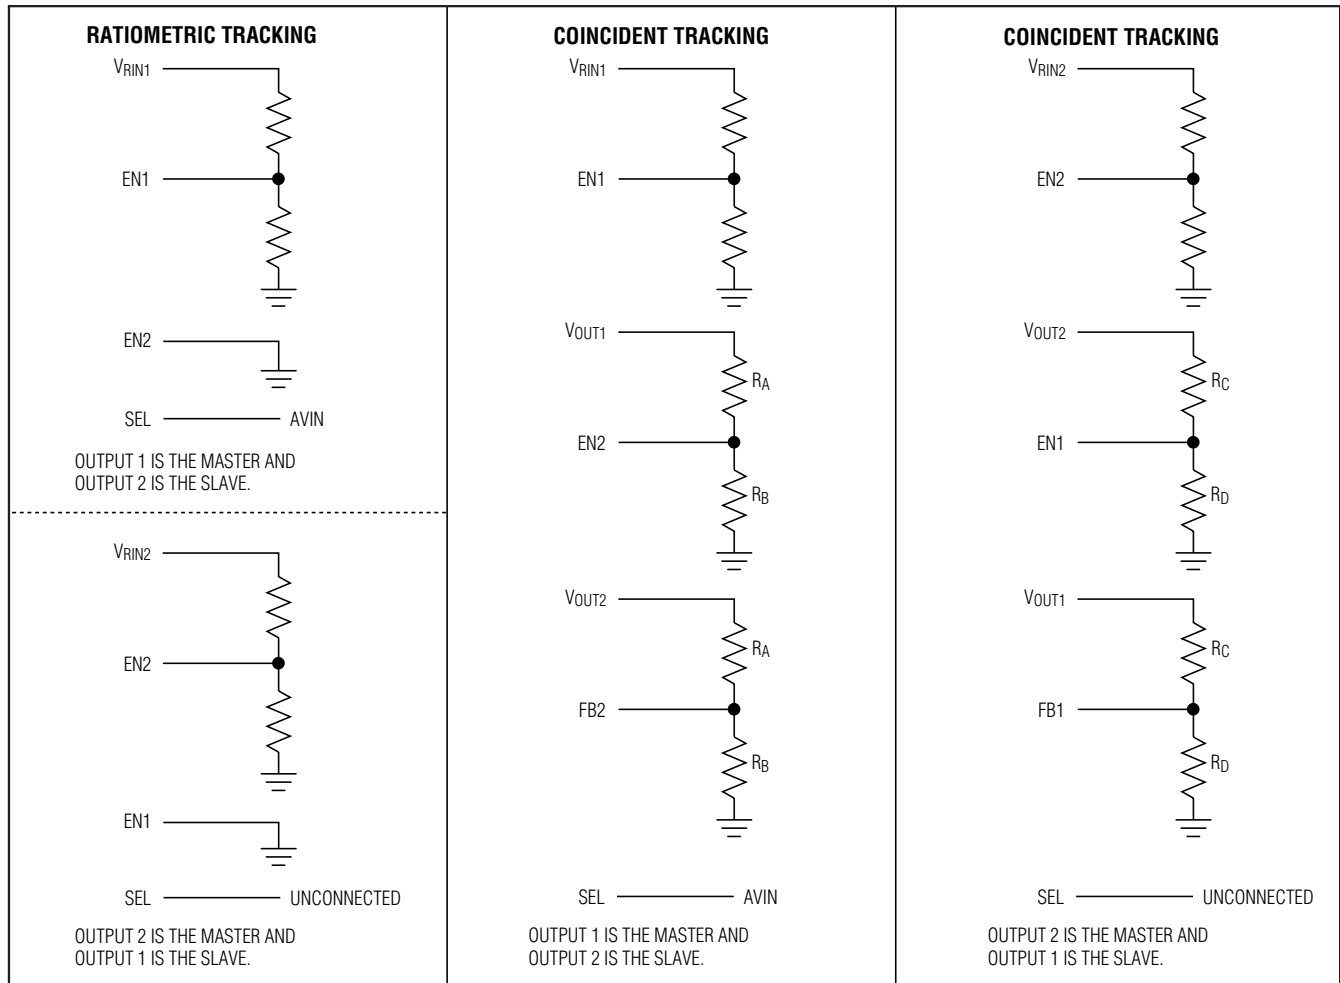 RATIOMETRIC TRACKING
VRIN1
EN1
EN2
SEL AVIN
OUTPUT 1 IS THE MASTER AND
OUTPUT 2 IS THE SLAVE.
VRIN2
EN2
EN1
SEL UNCONNECTED
OUTPUT 2 IS THE MASTER AND
OUTPUT 1 IS THE SLAVE.
COINCIDENT TRACKING
VRIN1
EN1
VOUT1
RA
EN2
RB
VOUT2
RA
FB2
RB
SEL AVIN
OUTPUT 1 IS THE MASTER AND
OUTPUT 2 IS THE SLAVE.
COINCIDENT TRACKING
VRIN2
EN2
VOUT2
RC
EN1
RD
VOUT1
RC
FB1
RD
SEL UNCONNECTED
OUTPUT 2 IS THE MASTER AND
OUTPUT 1 IS THE SLAVE.